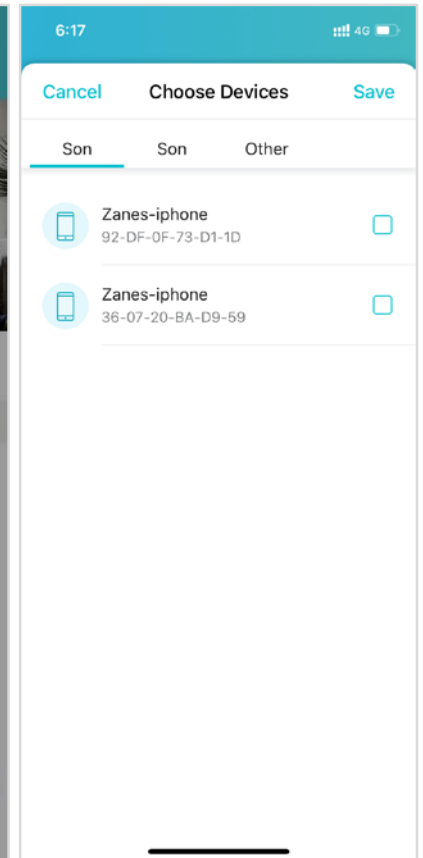 6:17
4G
Cancel Choose Devices Save
Son Son Other
Zanes-iphone
92-DF-0F-73-D1-1D
Zanes-iphone
36-07-20-BA-D9-59